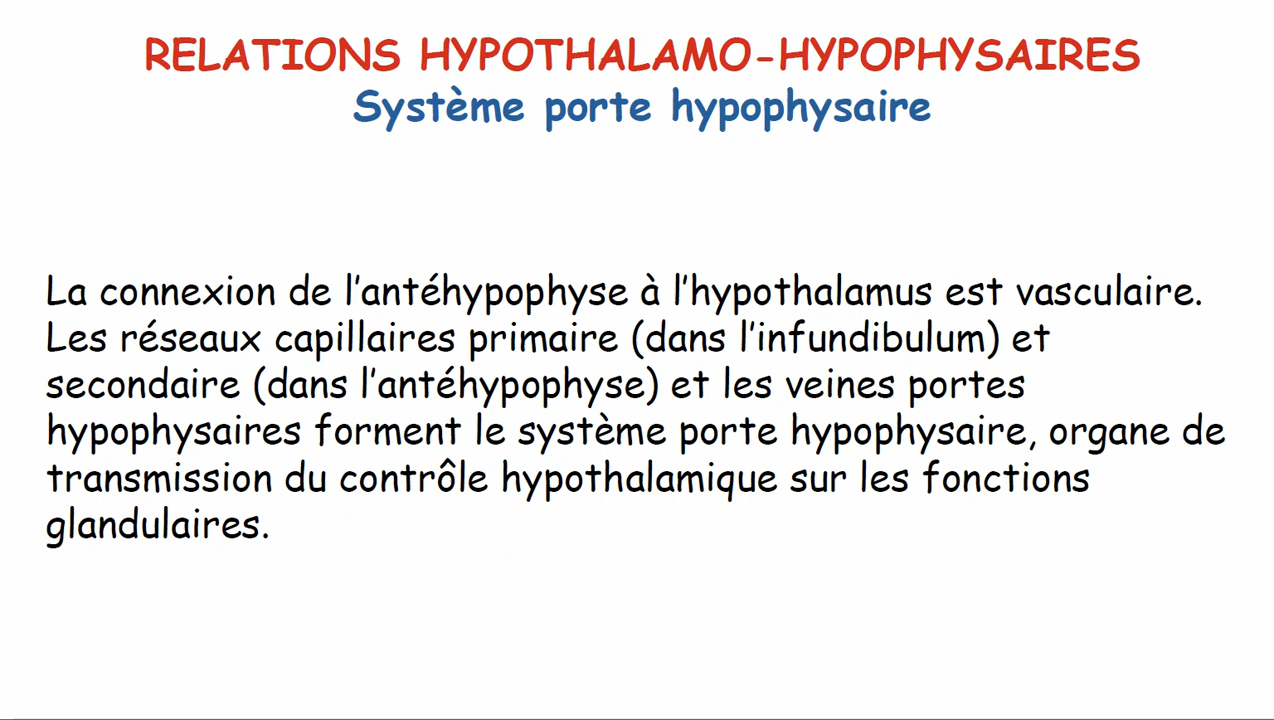 RELATIONS HYPOTHALAMO-HYPOPHYSAIRES
Système porte hypophysaire
La connexion de l'antéhypophyse à l'hypothalamus est vasculaire.
Les réseaux capillaires primaire (dans l'infundibulum) et
secondaire (dans l'antéhypophyse) et les veines portes
hypophysaires forment le système porte hypophysaire, organe de
transmission du contrôle hypothalamique sur les fonctions
glandulaires.